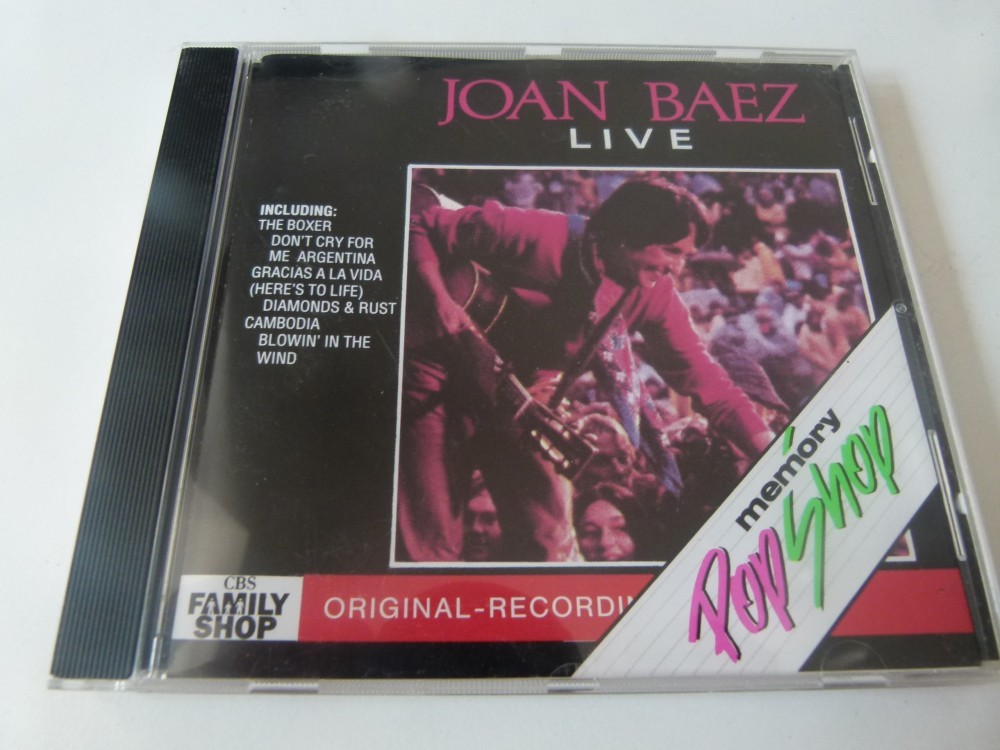 JOAN BAEZ
LIVE
INCLUDING:
THE BOXER
DON'T CRY FOR
ME ARGENTINA
GRACIAS A LA VIDA
(HERE'S TO LIFE)
DIAMONDS & RUST
CAMBODIA
BLOWIN' IN THE
WIND
memory
Pop Shop
CBS
FAMILY
SHOP
ORIGINAL-RECORDIN